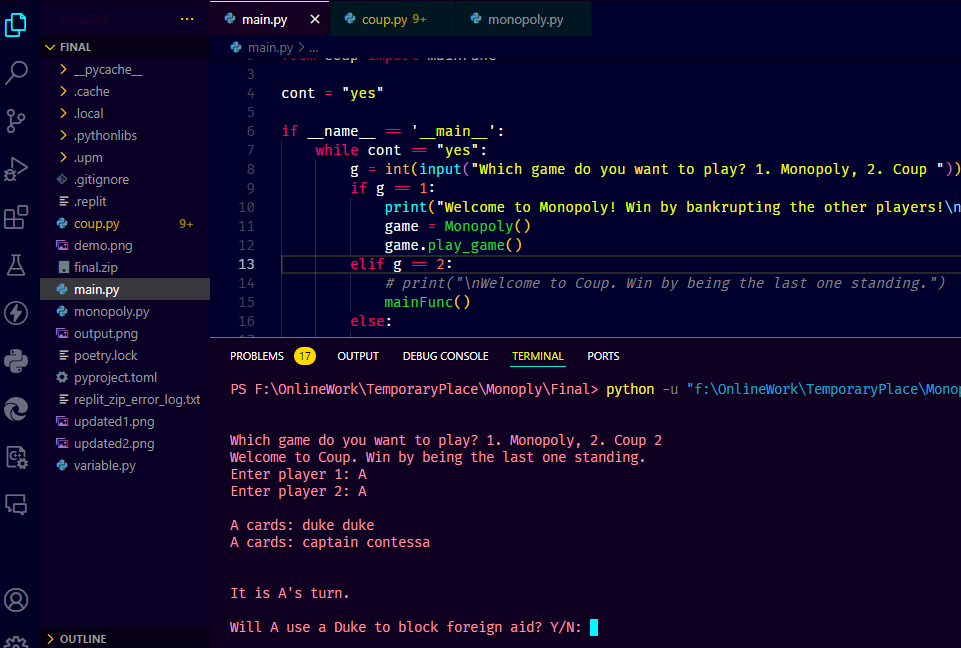 EXPLORER ···
main.py ✕ coup.py 9+ monopoly.py
FINAL
main.py > ...
__pycache__
.cache
.local
.pythonlibs
.upm
.gitignore
.replit
coup.py 9+
demo.png
final.zip
main.py
monopoly.py
output.png
poetry.lock
pyproject.toml
replit_zip_error_log.txt
updated1.png
updated2.png
variable.py
OUTLINE
2 from coup import mainFunc
3
4 cont = "yes"
5
6 if __name__ == '__main__':
7 while cont == "yes":
8 g = int(input("Which game do you want to play? 1. Monopoly, 2. Coup "))
9 if g == 1:
10 print("Welcome to Monopoly! Win by bankrupting the other players!\n
11 game = Monopoly()
12 game.play_game()
13 elif g == 2:
14 # print("\nWelcome to Coup. Win by being the last one standing.")
15 mainFunc()
16 else:
PROBLEMS 17 OUTPUT DEBUG CONSOLE TERMINAL PORTS
PS F:\OnlineWork\TemporaryPlace\Monoply\Final> python -u "f:\OnlineWork\TemporaryPlace\Monop
Which game do you want to play? 1. Monopoly, 2. Coup 2
Welcome to Coup. Win by being the last one standing.
Enter player 1: A
Enter player 2: A
A cards: duke duke
A cards: captain contessa
It is A's turn.
Will A use a Duke to block foreign aid? Y/N: